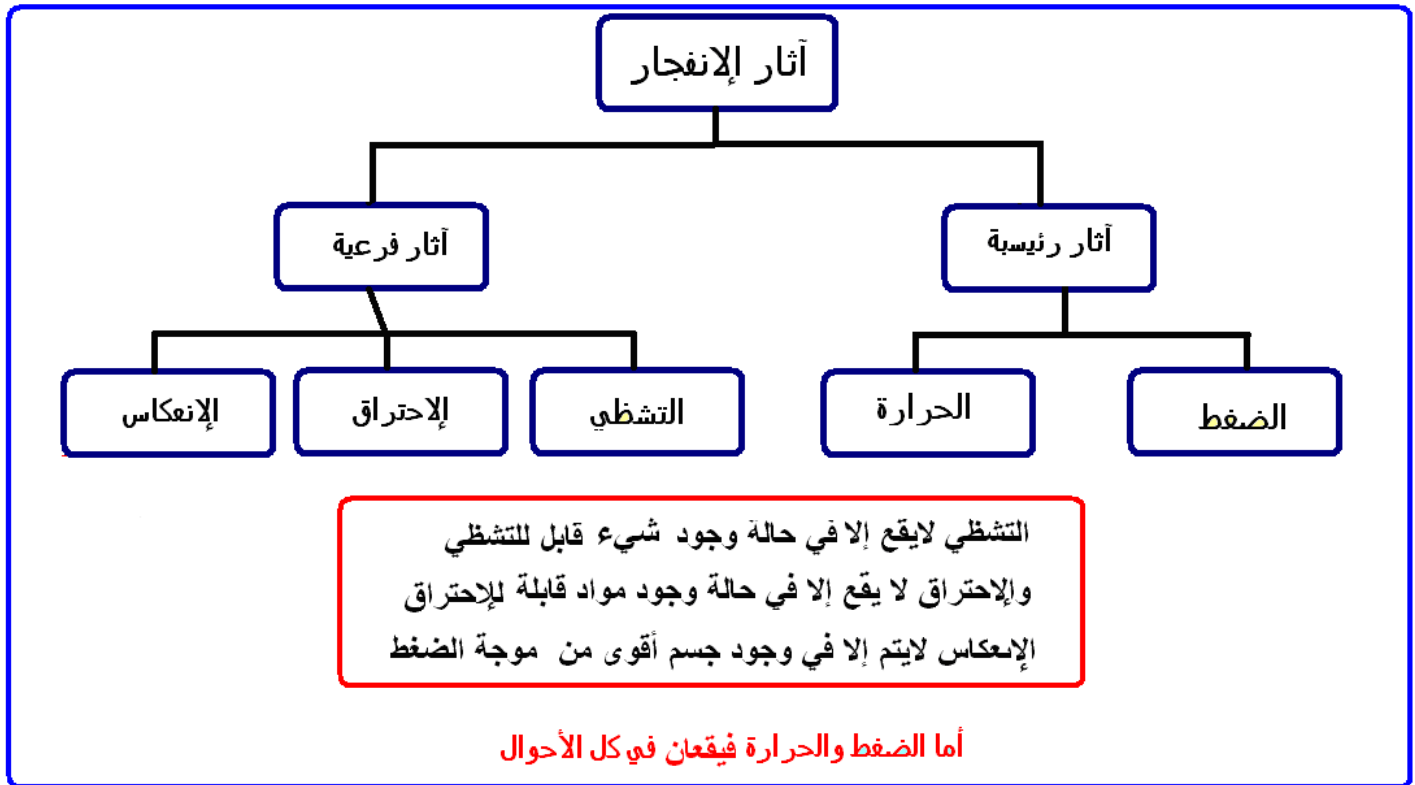 آثار الإنفجار
آثار رئيسية
آثار فرعية
الضغط
الحرارة
التشظي
الإحتراق
الإنعكاس
التشظي لايقع إلا في حالة وجود شيء قابل للتشظي
والإحتراق لا يقع إلا في حالة وجود مواد قابلة للإحتراق
الإنعكاس لايتم إلا في وجود جسم أقوى من موجة الضغط
أما الضغط والحرارة فيقعان في كل الأحوال